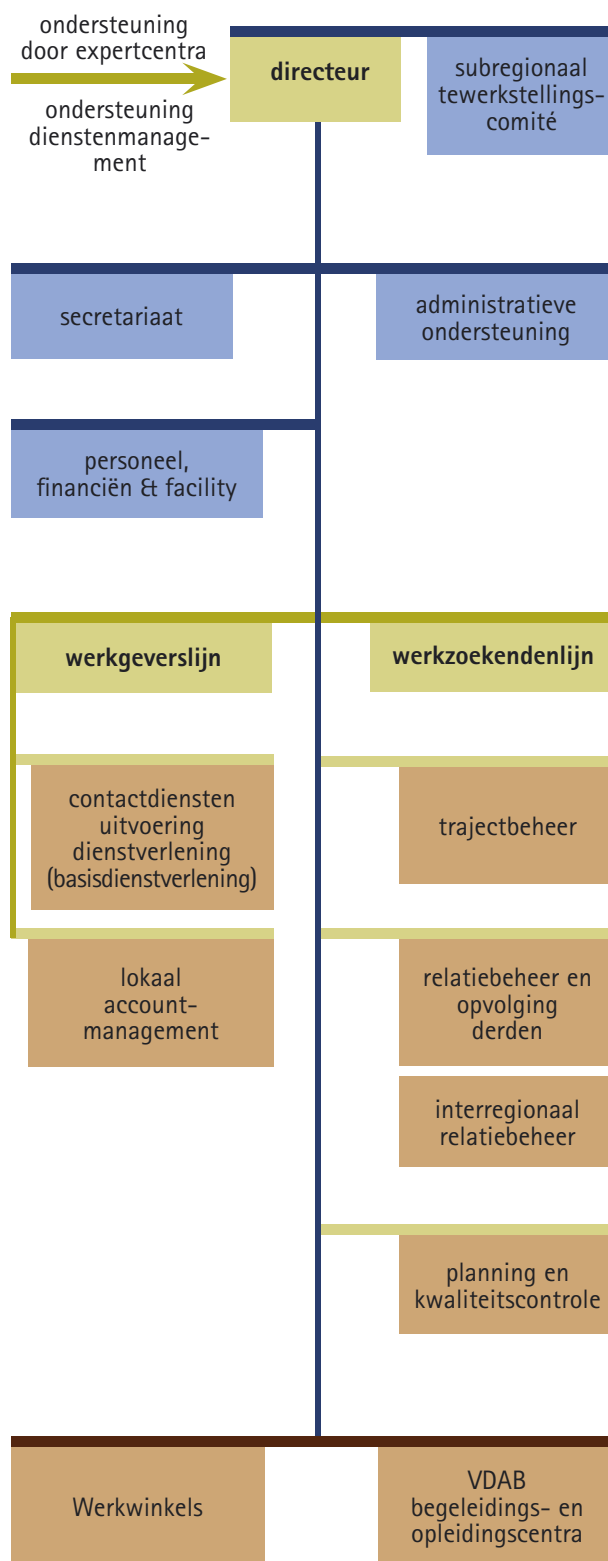 ondersteuning
door expertcentra
ondersteuning
dienstenmanage-
ment
directeur
subregionaal
tewerkstellings-
comité
secretariaat
administratieve
ondersteuning
personeel,
financiën & facility
werkgeverslijn
werkzoekendenlijn
contactdiensten
uitvoering
dienstverlening
(basisdienstverlening)
trajectbeheer
lokaal
account-
management
relatiebeheer en
opvolging
derden
interregionaal
relatiebeheer
planning en
kwaliteitscontrole
Werkwinkels
VDAB
begeleidings- en
opleidingscentra